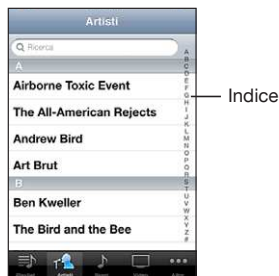 Artisti
Ricerca
A
Airborne Toxic Event
The All-American Rejects
Andrew Bird
Art Brut
B
Ben Kweller
The Bird and the Bee
A
B
C
D
E
F
G
H
I
J
K
L
M
N
O
P
Q
R
S
T
U
V
W
X
Y
Z
#
Indice
Artisti